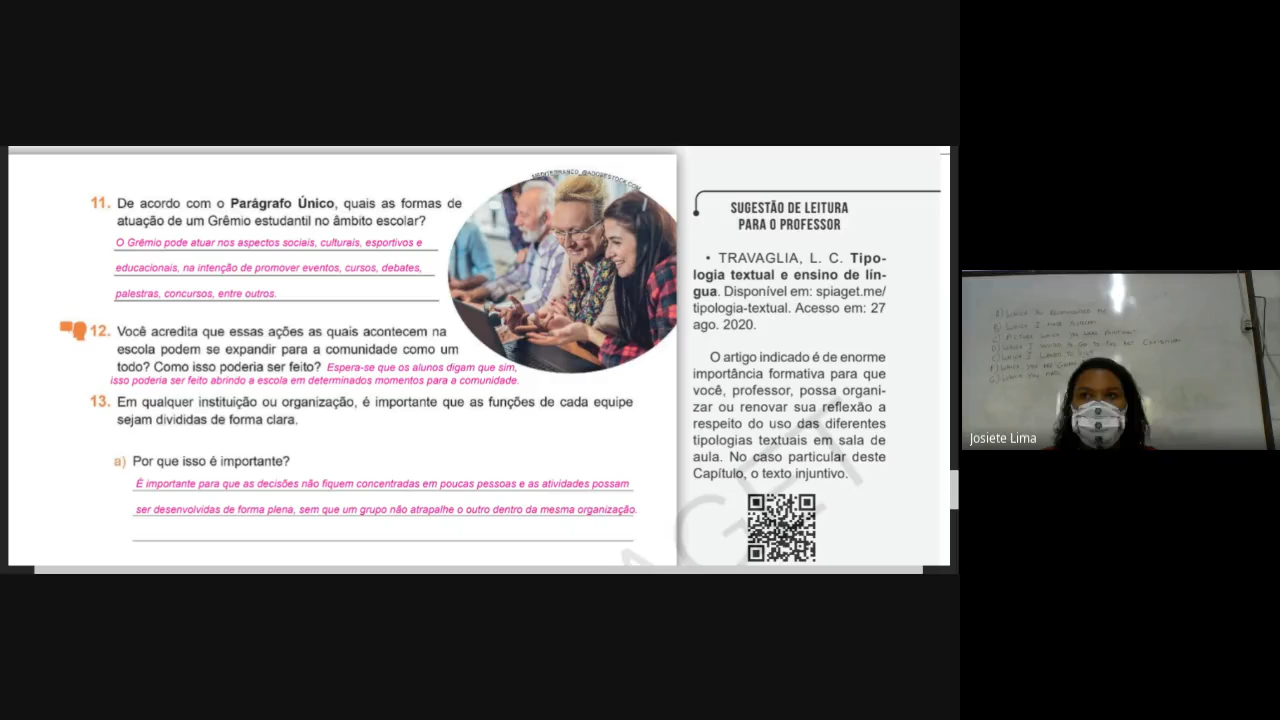 11. De acordo com o Parágrafo Único, quais as formas de
atuação de um Grêmio estudantil no âmbito escolar?
O Grêmio pode atuar nos aspectos sociais, culturais, esportivos e
educacionais, na intenção de promover eventos, cursos, debates,
palestras, concursos, entre outros.
12. Você acredita que essas ações as quais acontecem na
escola podem se expandir para a comunidade como um
todo? Como isso poderia ser feito? Espera-se que os alunos digam que sim,
isso poderia ser feito abrindo a escola em determinados momentos para a comunidade.
13. Em qualquer instituição ou organização, é importante que as funções de cada equipe
sejam divididas de forma clara.
a) Por que isso é importante?
É importante para que as decisões não fiquem concentradas em poucas pessoas e as atividades possam
ser desenvolvidas de forma plena, sem que um grupo não atrapalhe o outro dentro da mesma organização.
SUGESTÃO DE LEITURA
PARA O PROFESSOR
• TRAVAGLIA, L. C. Tipo-
logia textual e ensino de lín-
gua. Disponível em: spiaget.me/
tipologia-textual. Acesso em: 27
ago. 2020.
O artigo indicado é de enorme
importância formativa para que
você, professor, possa organi-
zar ou renovar sua reflexão a
respeito do uso das diferentes
tipologias textuais em sala de
aula. No caso particular deste
Capítulo, o texto injuntivo.
Josiete Lima